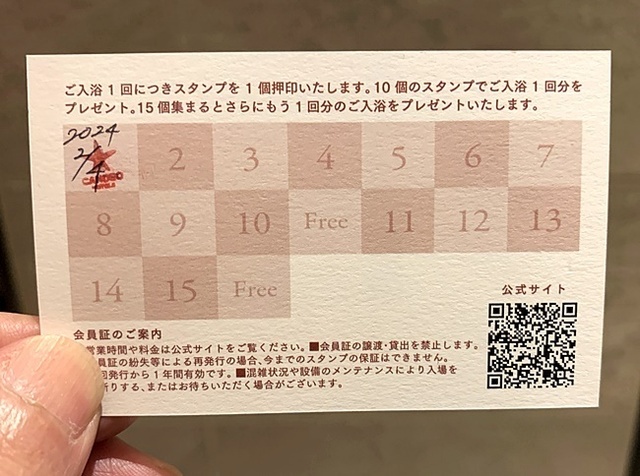 ご入浴1回につきスタンプを1個押印いたします。10個のスタンプでご入浴1回分を
プレゼント。15個集まるとさらにもう1回分のご入浴をプレゼントいたします。
2024
2/4
CANDEO
HOTELS
2 3 4 5 6 7
8 9 10 Free 11 12 13
14 15 Free
公式サイト
会員証のご案内
営業時間や料金は公式サイトをご覧ください。■会員証の譲渡・貸出を禁止します。
員証の紛失等による再発行の場合、今までのスタンプの保証はできません。
回発行から1年間有効です。■混雑状況や設備のメンテナンスにより入場を
りする、またはお待ちいただく場合がございます。